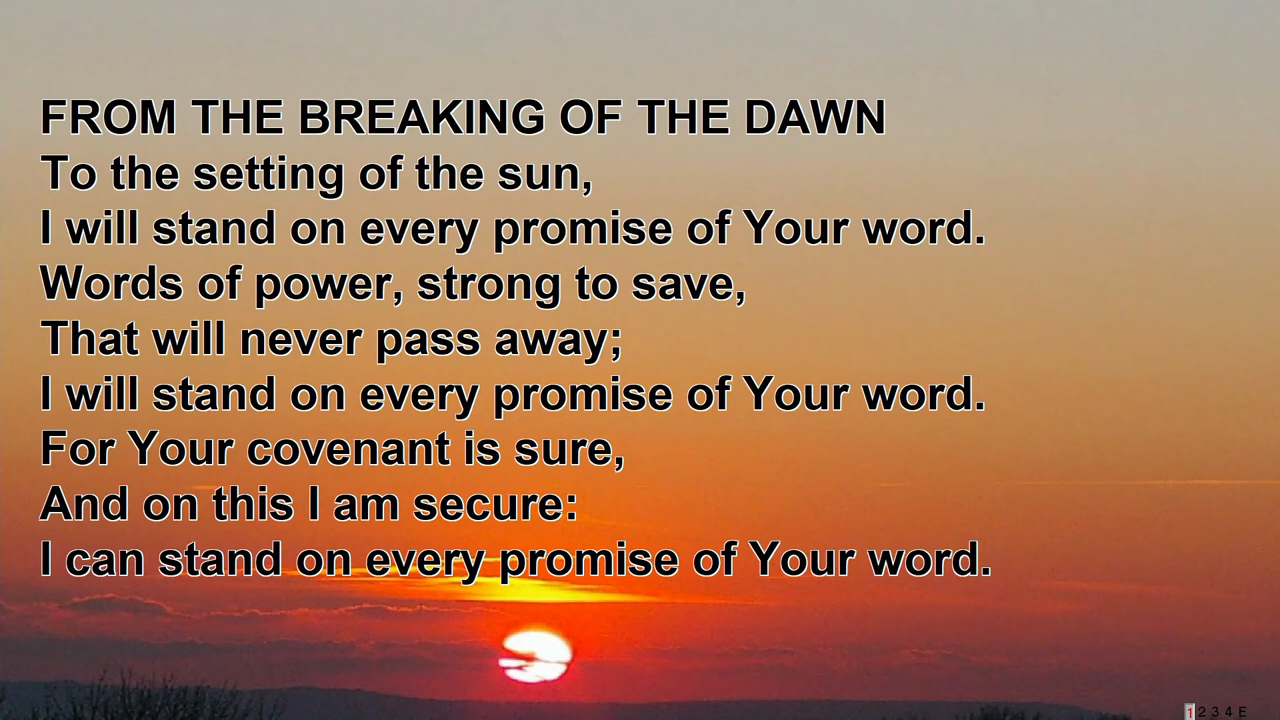 FROM THE BREAKING OF THE DAWN
To the setting of the sun,
I will stand on every promise of Your word.
Words of power, strong to save,
That will never pass away;
I will stand on every promise of Your word.
For Your covenant is sure,
And on this I am secure:
I can stand on every promise of Your word.
1 2 3 4 E